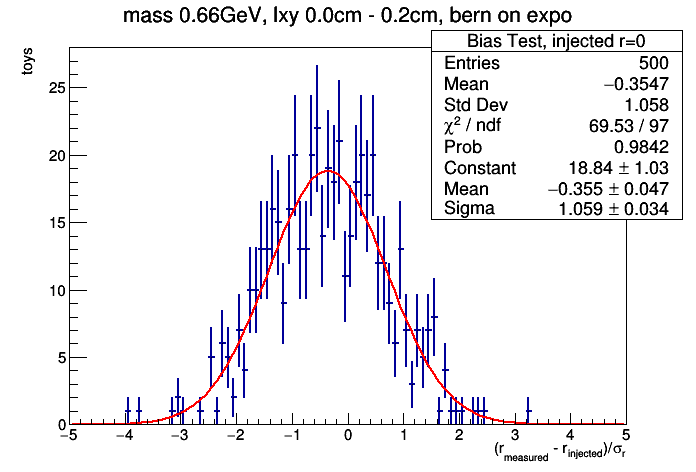 mass 0.66GeV, lxy 0.0cm - 0.2cm, bern on expo
Bias Test, injected r=0
Entries 500
Mean −0.3547
Std Dev 1.058
χ² / ndf 69.53 / 97
Prob 0.9842
Constant 18.84 ± 1.03
Mean −0.355 ± 0.047
Sigma 1.059 ± 0.034
toys
25
20
15
10
5
0
−5 −4 −3 −2 −1 0 1 2 3 4 5
(r_measured - r_injected)/σ_r